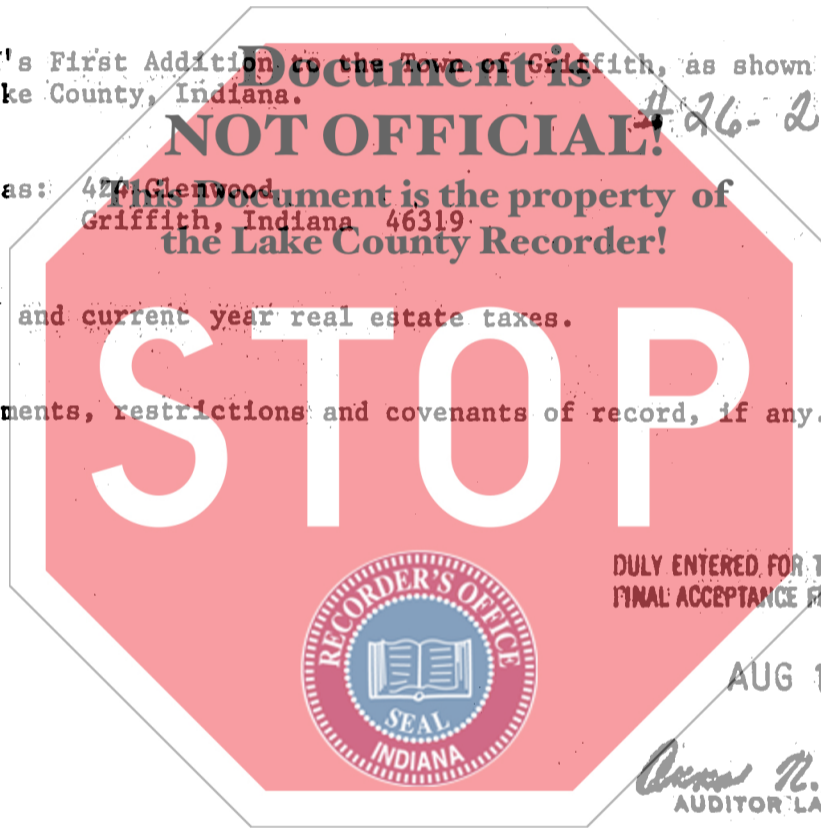 's First Addition to the Town of Griffith, as shown
Document is
ke County, Indiana.
# 26-2
NOT OFFICIAL!
as: 424 Glenwood
This Document is the property of
Griffith, Indiana 46319
the Lake County Recorder!
and current year real estate taxes.
STOP
ments, restrictions and covenants of record, if any.
DULY ENTERED FOR T
FINAL ACCEPTANCE F
RECORDER'S OFFICE
SEAL
INDIANA
AUG 1
N.
AUDITOR LA